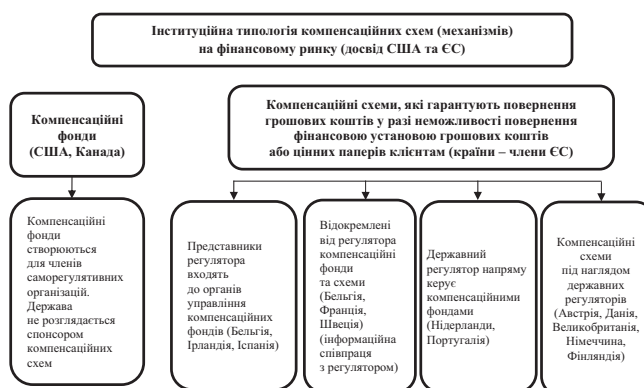 Інституційна типологія компенсаційних схем (механізмів)
на фінансовому ринку (досвід США та ЄС)
Компенсаційні
фонди
(США, Канада)
Компенсаційні схеми, які гарантують повернення
грошових коштів у разі неможливості повернення
фінансовою установою грошових коштів
або цінних паперів клієнтам (країни – члени ЄС)
Компенсаційні
фонди
створюються
для членів
саморегулятивних
організацій.
Держава
не розглядається
спонсором
компенсаційних
схем
Представники
регулятора
входять
до органів
управління
компенсаційних
фондів (Бельгія,
Ірландія, Іспанія)
Відокремлені
від регулятора
компенсаційні
фонди
та схеми
(Бельгія,
Франція,
Швеція)
(інформаційна
співпраця
з регулятором)
Державний
регулятор напряму
керує
компенсаційними
фондами
(Нідерланди,
Португалія)
Компенсаційні
схеми
під наглядом
державних
регуляторів
(Австрія, Данія,
Великобританія,
Німеччина,
Фінляндія)